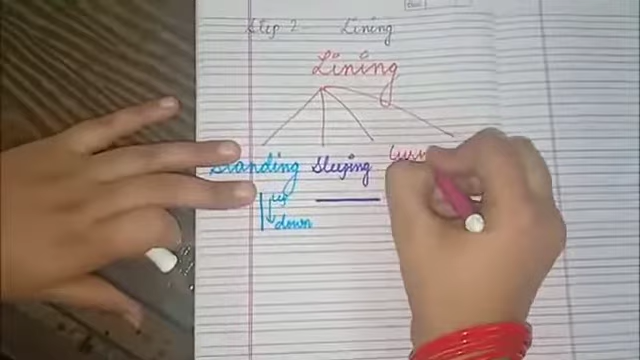 Step 2 Lining
Lining
Standing Sleeping
up
down